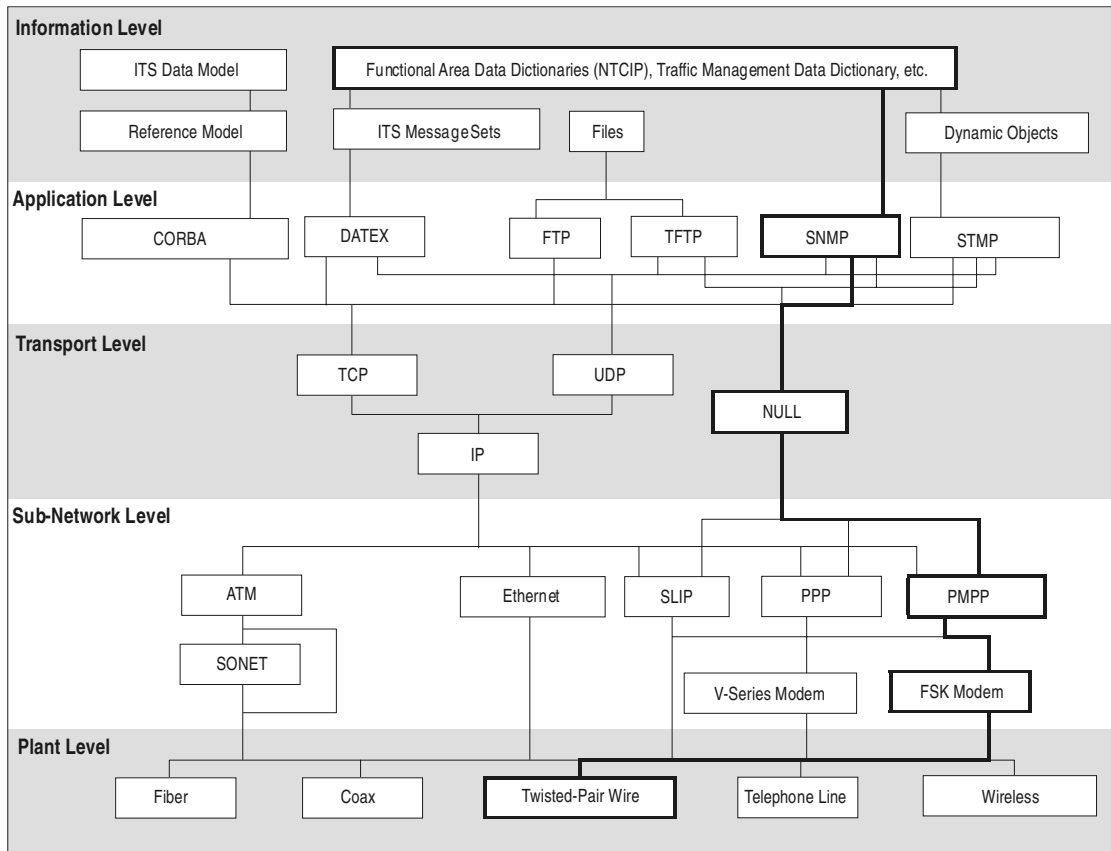 Information Level
ITS Data Model
Functional Area Data Dictionaries (NTCIP), Traffic Management Data Dictionary, etc.
Reference Model
ITS Message Sets
Files
Dynamic Objects
Application Level
CORBA
DATEX
FTP
TFTP
SNMP
STMP
Transport Level
TCP
UDP
NULL
IP
Sub-Network Level
ATM
Ethernet
SLIP
PPP
PMPP
SONET
V-Series Modem
FSK Modem
Plant Level
Fiber
Coax
Twisted-Pair Wire
Telephone Line
Wireless